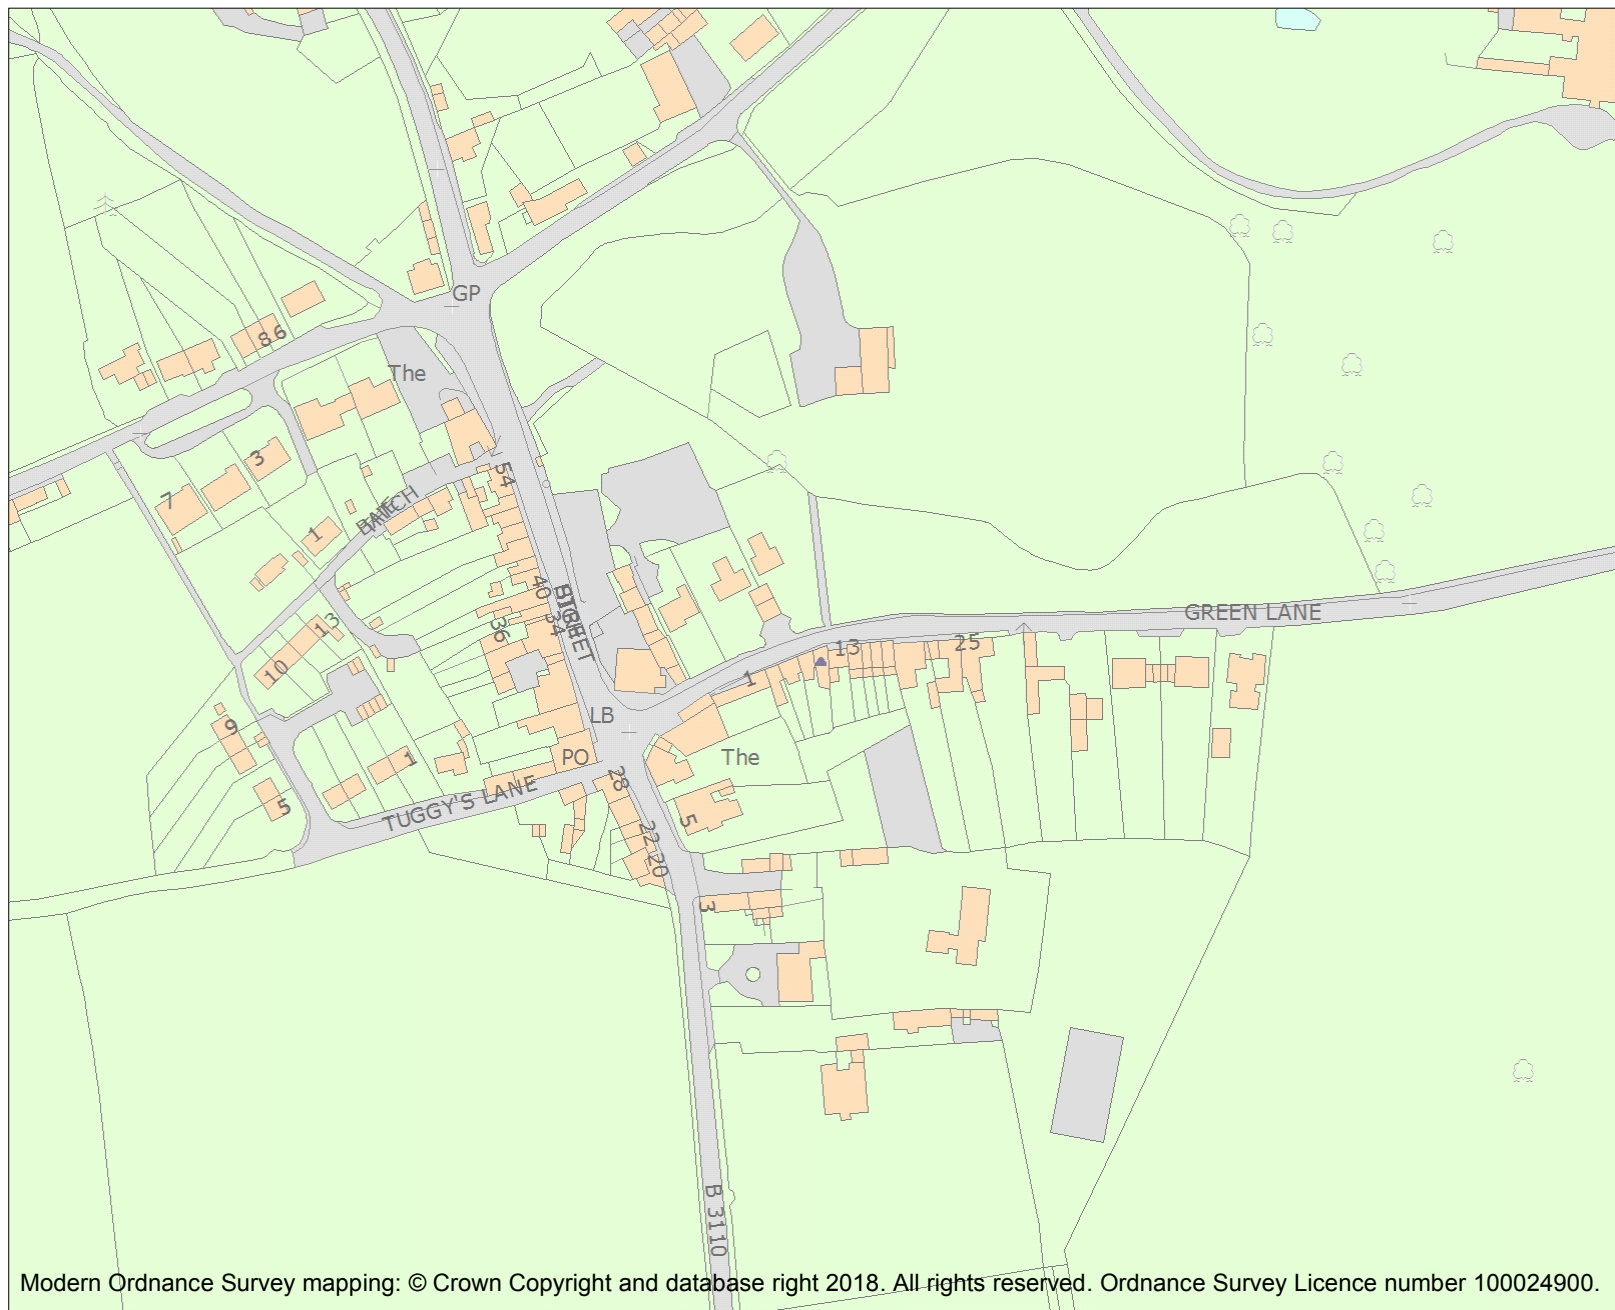 GP
8 6
The
3
54
7
1
40
34
36
GREEN LANE
13
10
13
25
1
LB
9
PO
The
1
28
TUGGY'S LANE
5
5
22
20
3
B 3110
Modern Ordnance Survey mapping: © Crown Copyright and database right 2018. All rights reserved. Ordnance Survey Licence number 100024900.